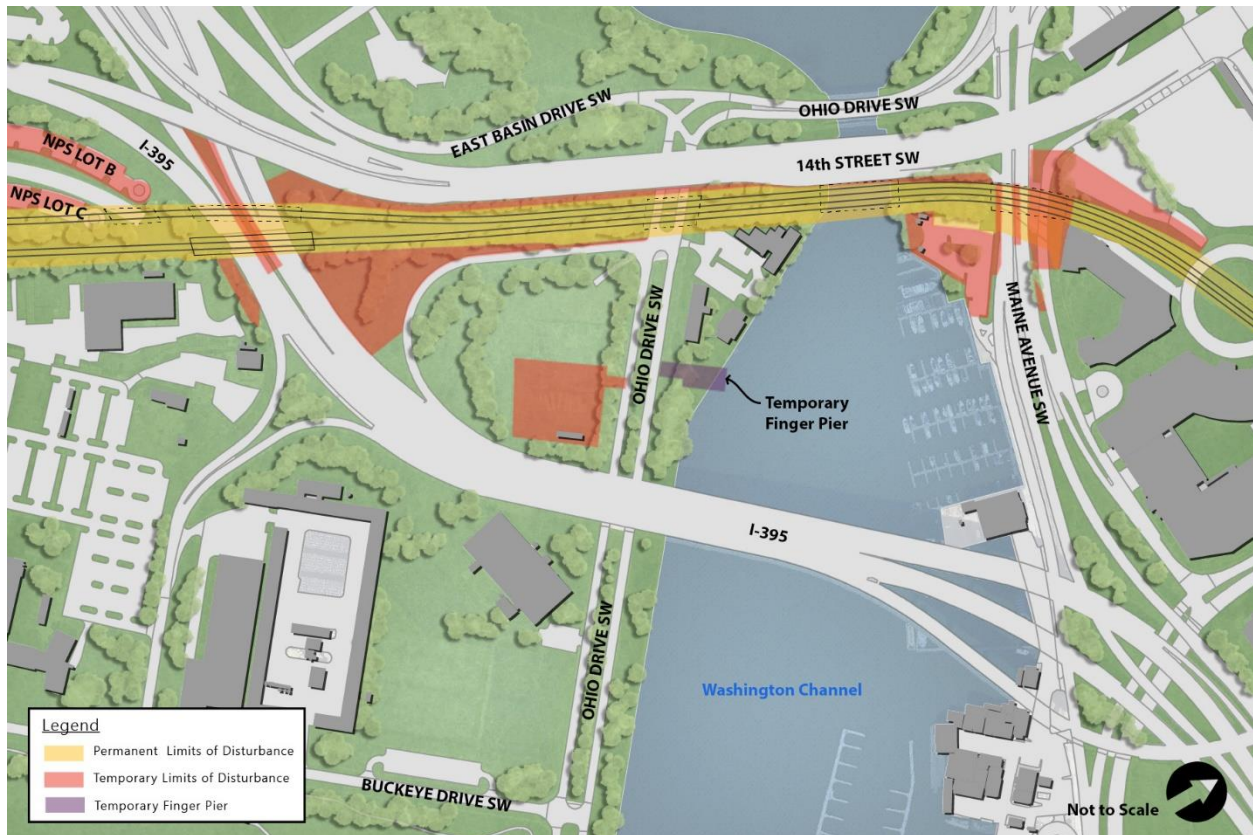 OHIO DRIVE SW
EAST BASIN DRIVE SW
I-395
NPS LOT B
14th STREET SW
NPS LOT C
OHIO DRIVE SW
MAINE AVENUE SW
Temporary
Finger Pier
I-395
OHIO DRIVE SW
Washington Channel
Legend
Permanent Limits of Disturbance
Temporary Limits of Disturbance
Temporary Finger Pier
BUCKEYE DRIVE SW
Not to Scale